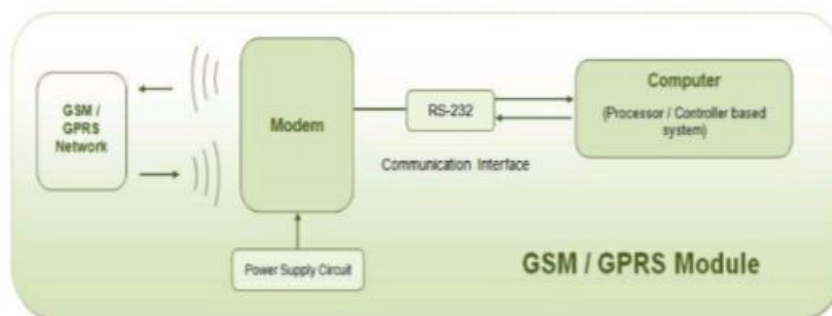 GSM /
GPRS
Network
Modem
RS-232
Communication Interface
Computer
(Processor / Controller based
system)
Power Supply Circuit
GSM / GPRS Module